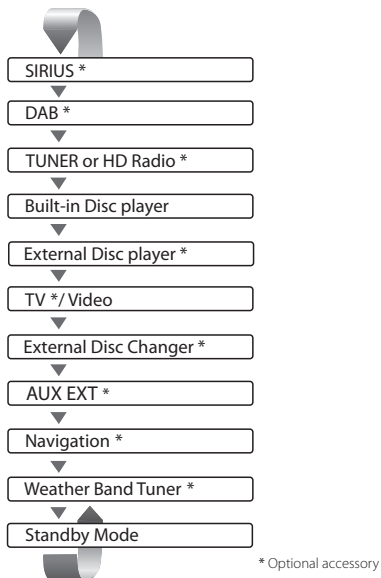 SIRIUS *
DAB *
TUNER or HD Radio *
Built-in Disc player
External Disc player *
TV */ Video
External Disc Changer *
AUX EXT *
Navigation *
Weather Band Tuner *
Standby Mode
* Optional accessory